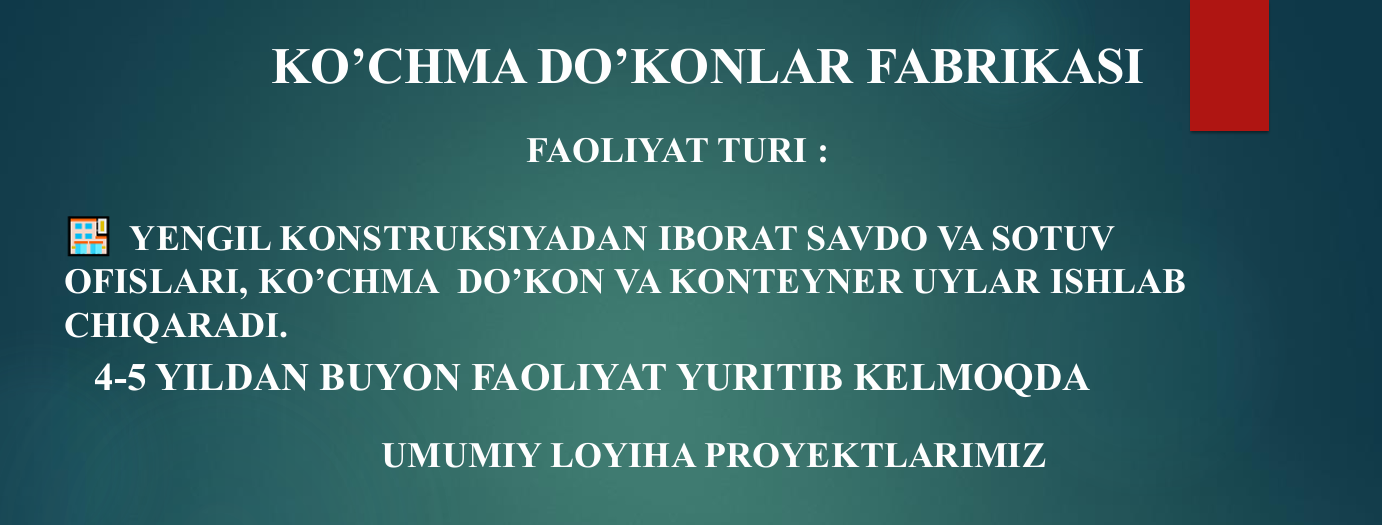 KO’CHMA DO’KONLAR FABRIKASI
FAOLIYAT TURI :
YENGIL KONSTRUKSIYADAN IBORAT SAVDO VA SOTUV
OFISLARI, KO’CHMA DO’KON VA KONTEYNER UYLAR ISHLAB
CHIQARADI.
4-5 YILDAN BUYON FAOLIYAT YURITIB KELMOQDA
UMUMIY LOYIHA PROYEKTLARIMIZ